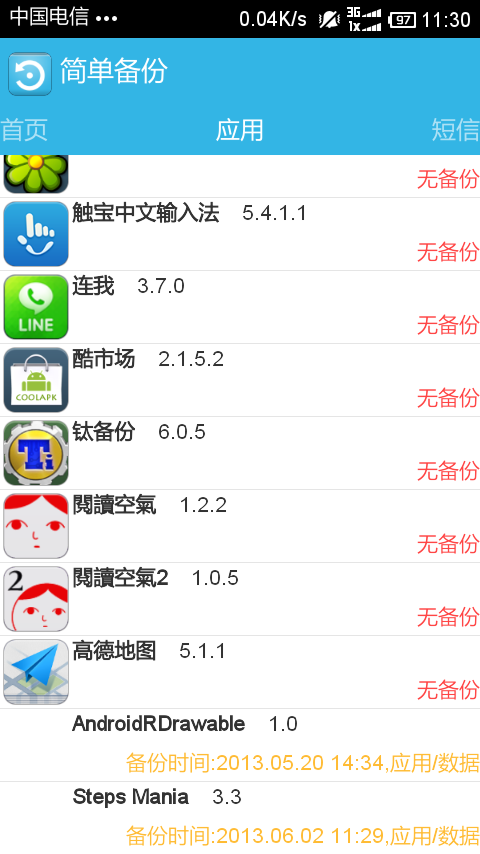 中国电信 ••• 0.04K/s 3G 1x 97 11:30
简单备份
首页 应用 短信
无备份
触宝中文输入法 5.4.1.1
无备份
连我 3.7.0
LINE
无备份
酷市场 2.1.5.2
COOLAPK
无备份
钛备份 6.0.5
Ti
无备份
閱讀空氣 1.2.2
无备份
閱讀空氣2 1.0.5
2
无备份
高德地图 5.1.1
无备份
AndroidRDrawable 1.0
备份时间:2013.05.20 14:34,应用/数据
Steps Mania 3.3
备份时间:2013.06.02 11:29,应用/数据